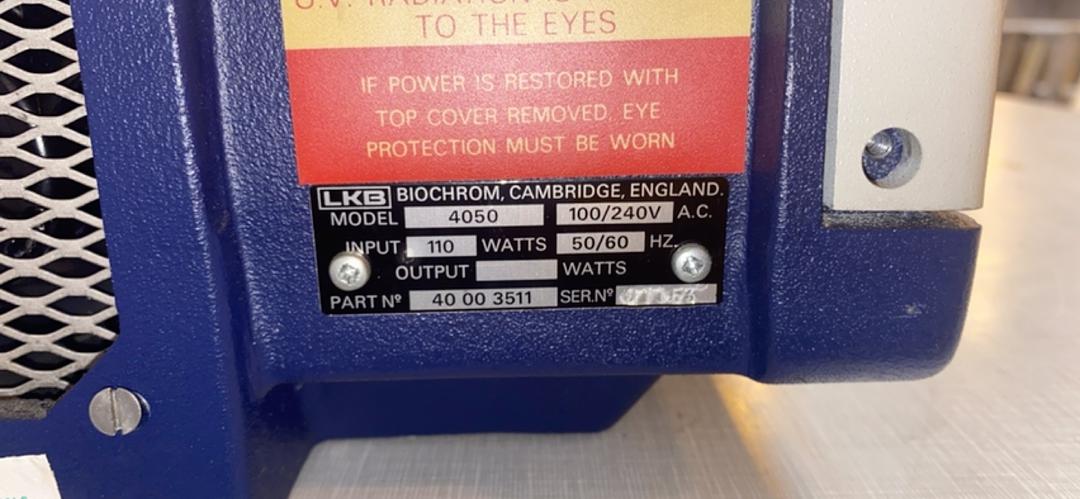 U.V. RADIATION IS
TO THE EYES
IF POWER IS RESTORED WITH
TOP COVER REMOVED, EYE
PROTECTION MUST BE WORN
LKB BIOCHROM, CAMBRIDGE, ENGLAND.
MODEL 4050 100/240V A.C.
INPUT 110 WATTS 50/60 HZ.
OUTPUT WATTS
PART Nº 40 00 3511 SER.Nº